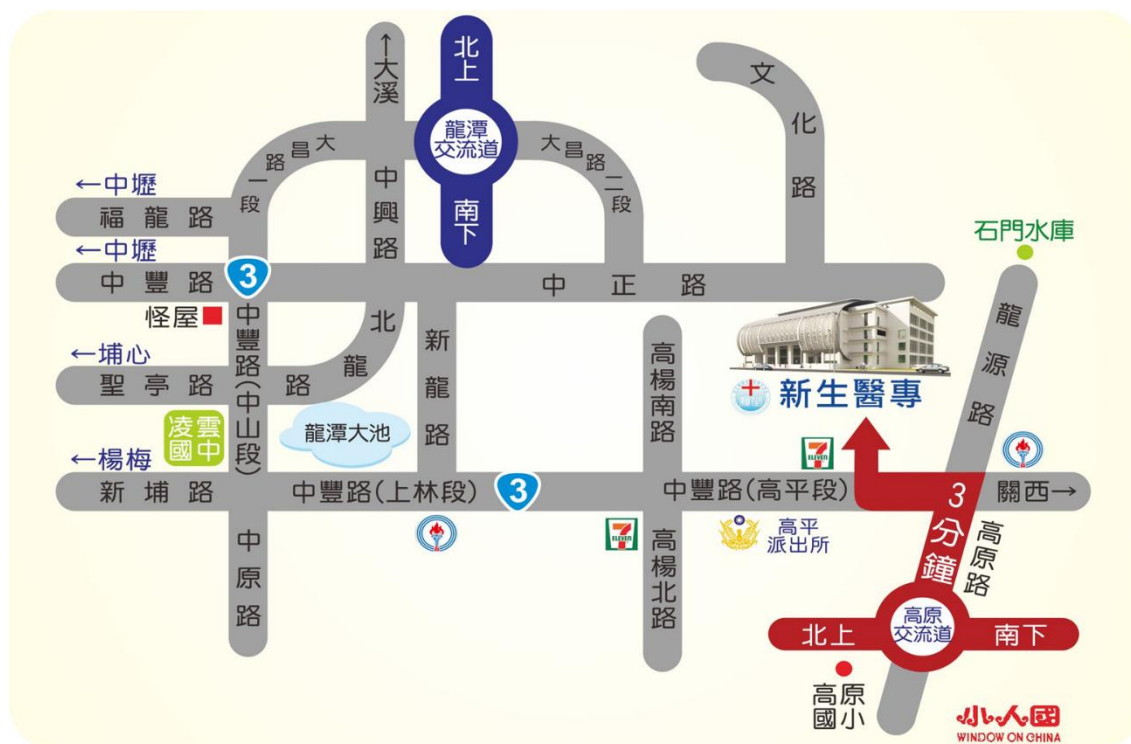 北上
龍潭
交流道
南下
←大溪
中興路
大昌路一段
大昌路二段
文化路
←中壢
福龍路
←中壢
中豐路
3
中正路
石門水庫
龍源路
怪屋
中豐路(中山段)
北龍路
新龍路
←埔心
聖亭路
凌雲
國中
龍潭大池
高楊南路
新生醫專
←楊梅
新埔路
中豐路(上林段)
3
中豐路(高平段)
7
ELEVEN
3分鐘
關西→
7
ELEVEN
高平
派出所
高原路
中原路
高楊北路
北上
高原
交流道
南下
高原
國小
小人國
WINDOW ON CHINA